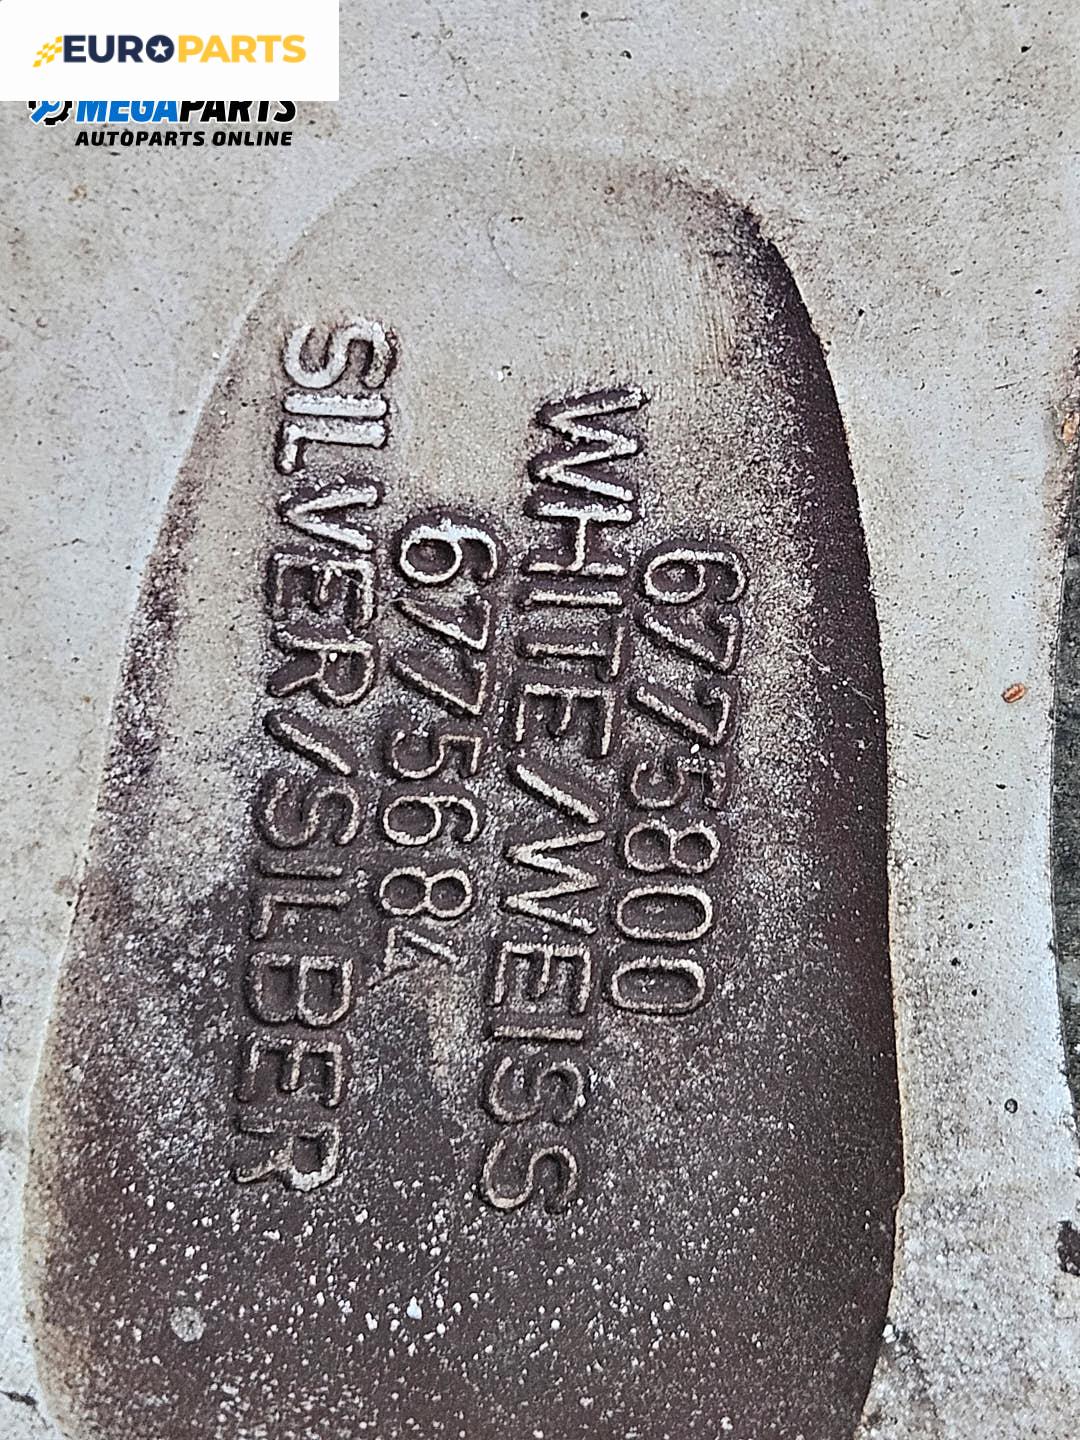 EUROPARTS
MEGAPARTS
AUTOPARTS ONLINE
6775800
WHITE/WEISS
6775684
SILVER/SILBER